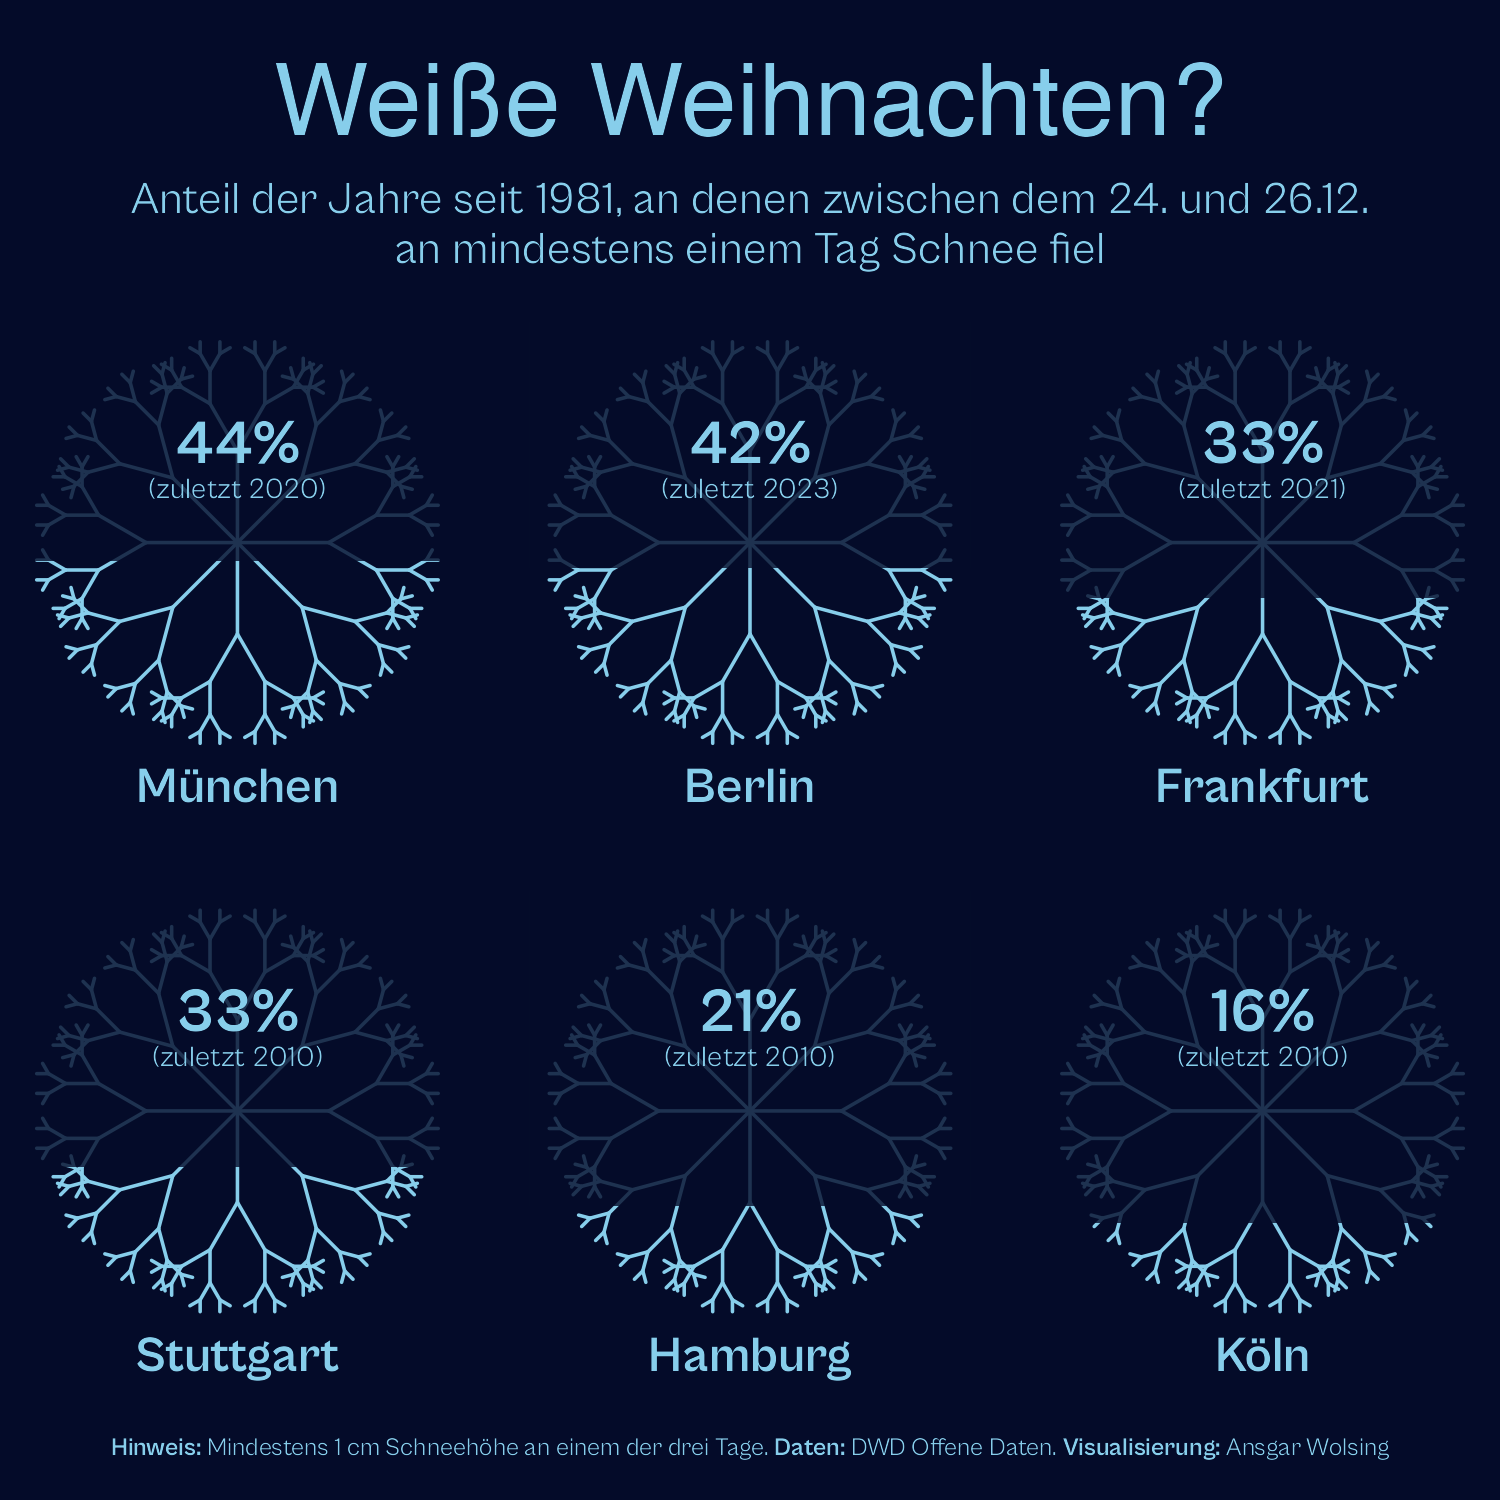 Weiße Weihnachten?
Anteil der Jahre seit 1981, an denen zwischen dem 24. und 26.12.
an mindestens einem Tag Schnee fiel
44%
(zuletzt 2020)
München
42%
(zuletzt 2023)
Berlin
33%
(zuletzt 2021)
Frankfurt
33%
(zuletzt 2010)
Stuttgart
21%
(zuletzt 2010)
Hamburg
16%
(zuletzt 2010)
Köln
Hinweis: Mindestens 1 cm Schneehöhe an einem der drei Tage. Daten: DWD Offene Daten. Visualisierung: Ansgar Wolsing